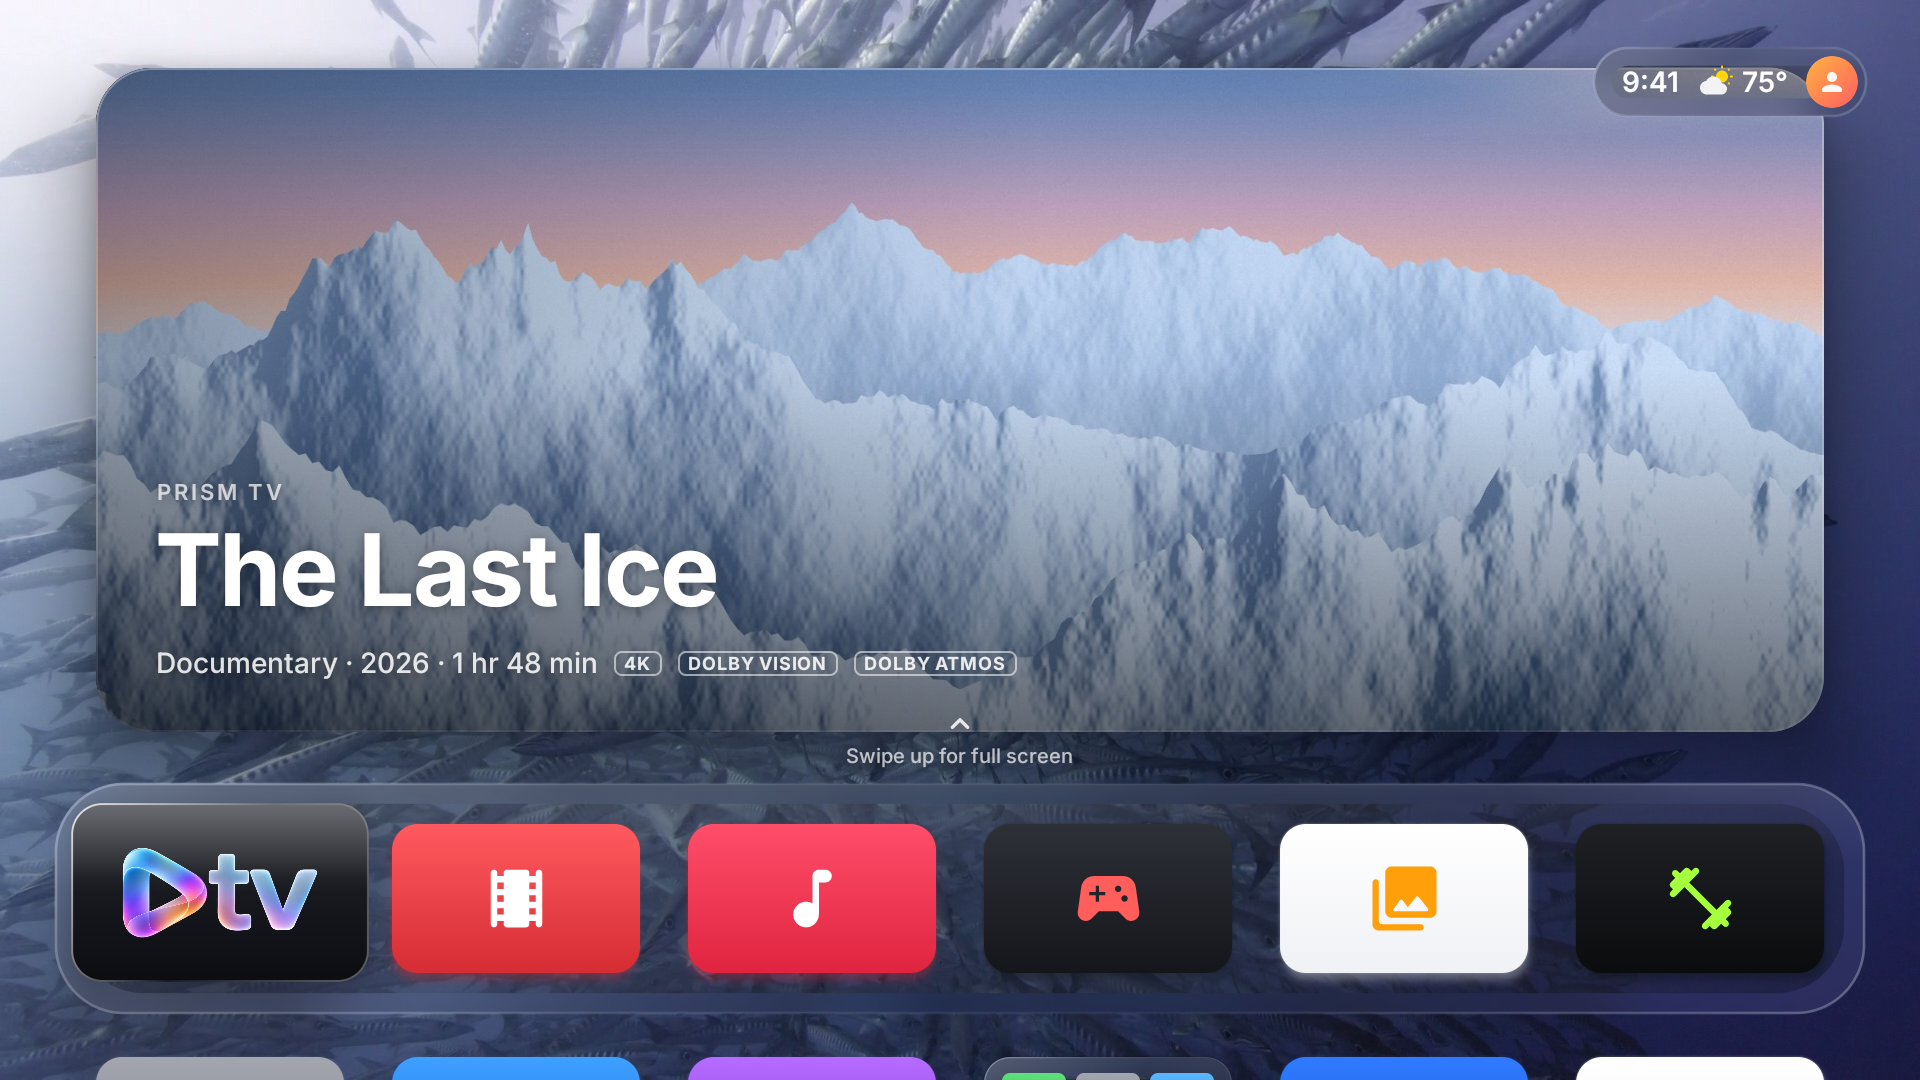 9:41 75°
PRISM TV
The Last Ice
Documentary · 2026 · 1 hr 48 min 4K DOLBY VISION DOLBY ATMOS
Swipe up for full screen
tv